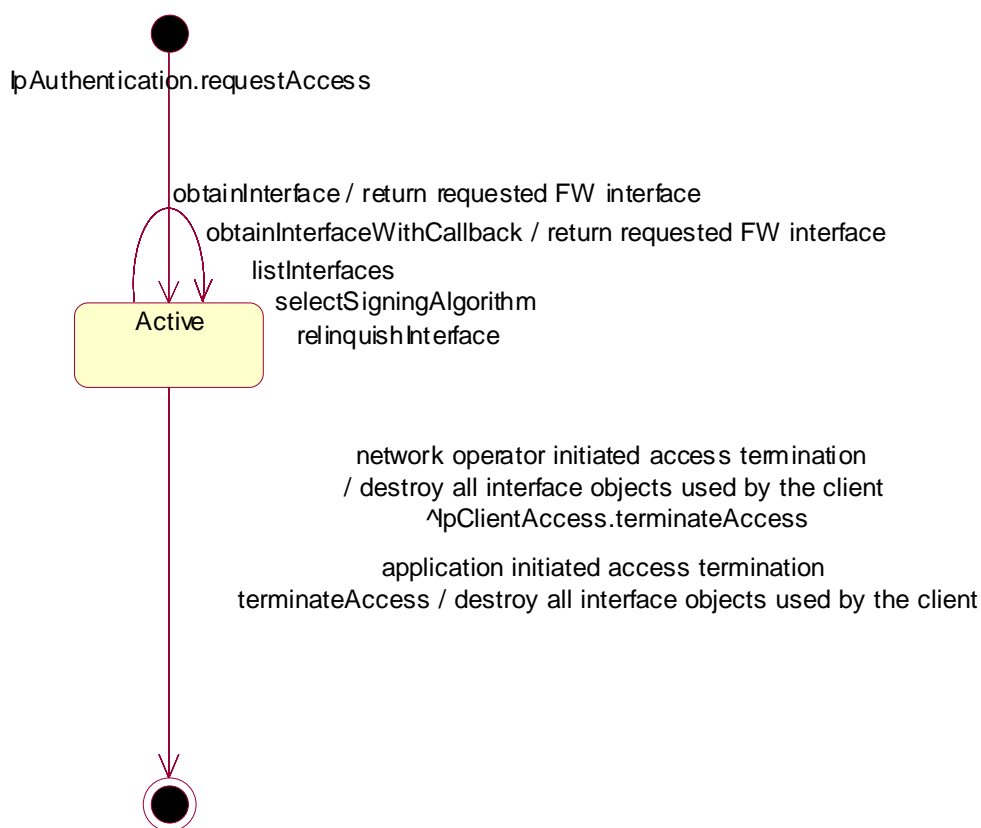 IpAuthentication.requestAccess
obtainInterface / return requested FW interface
obtainInterfaceWithCallback / return requested FW interface
listInterfaces
selectSigningAlgorithm
Active
relinquishInterface
network operator initiated access termination
/ destroy all interface objects used by the client
^IpClientAccess.terminateAccess
application initiated access termination
terminateAccess / destroy all interface objects used by the client